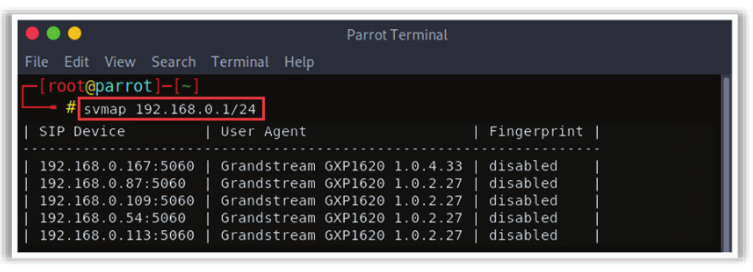 Parrot Terminal
File Edit View Search Terminal Help
[root@parrot]-[~]
# svmap 192.168.0.1/24
| SIP Device | User Agent | Fingerprint |
| 192.168.0.167:5060 | Grandstream GXP1620 1.0.4.33 | disabled |
| 192.168.0.87:5060 | Grandstream GXP1620 1.0.2.27 | disabled |
| 192.168.0.109:5060 | Grandstream GXP1620 1.0.2.27 | disabled |
| 192.168.0.54:5060 | Grandstream GXP1620 1.0.2.27 | disabled |
| 192.168.0.113:5060 | Grandstream GXP1620 1.0.2.27 | disabled |